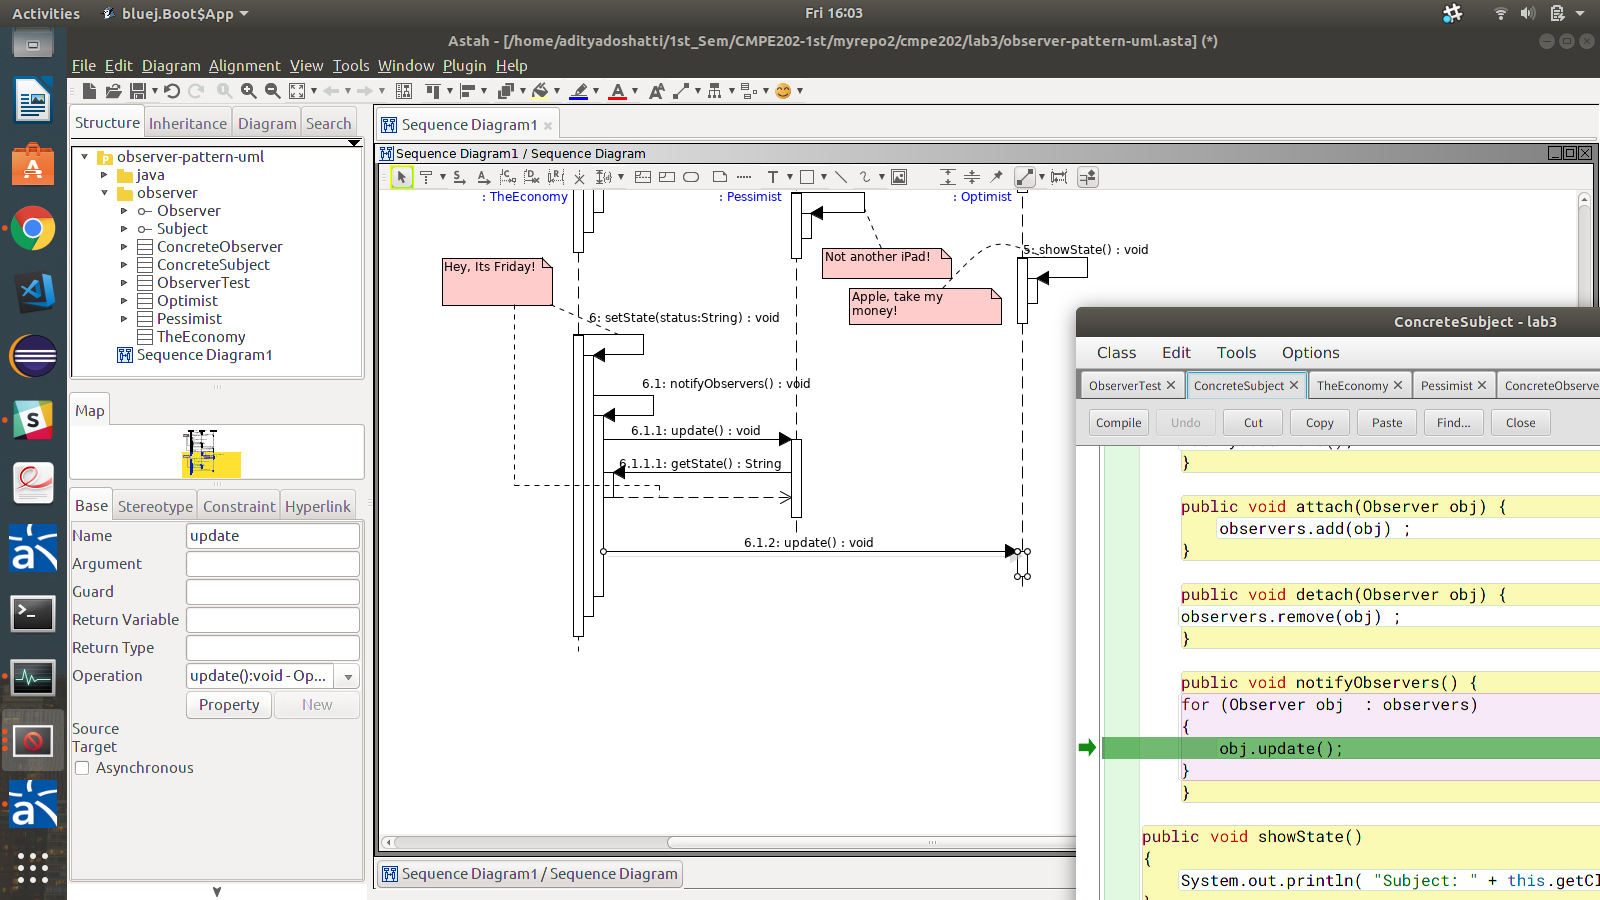 Activities
bluej.Boot$App
Fri 16:03
Astah - [/home/adityadoshatti/1st_Sem/CMPE202-1st/myrepo2/cmpe202/lab3/observer-pattern-uml.asta] (*)
File Edit Diagram Alignment View Tools Window Plugin Help
Structure Inheritance Diagram Search
observer-pattern-uml
java
observer
Observer
Subject
ConcreteObserver
ConcreteSubject
ObserverTest
Optimist
Pessimist
TheEconomy
Sequence Diagram1
Map
Base Stereotype Constraint Hyperlink
Name update
Argument
Guard
Return Variable
Return Type
Operation update():void - Op...
Property New
Source
Target
Asynchronous
Sequence Diagram1
Sequence Diagram1 / Sequence Diagram
: TheEconomy
: Pessimist
: Optimist
Not another iPad!
5: showState() : void
Hey, Its Friday!
Apple, take my
money!
6: setState(status:String) : void
6.1: notifyObservers() : void
6.1.1: update() : void
6.1.1.1: getState() : String
6.1.2: update() : void
Sequence Diagram1 / Sequence Diagram
ConcreteSubject - lab3
Class Edit Tools Options
ObserverTest ConcreteSubject TheEconomy Pessimist ConcreteObserve
Compile Undo Cut Copy Paste Find... Close
}
public void attach(Observer obj) {
observers.add(obj) ;
}
public void detach(Observer obj) {
observers.remove(obj) ;
}
public void notifyObservers() {
for (Observer obj : observers)
{
obj.update();
}
}
public void showState()
{
System.out.println( "Subject: " + this.getCl